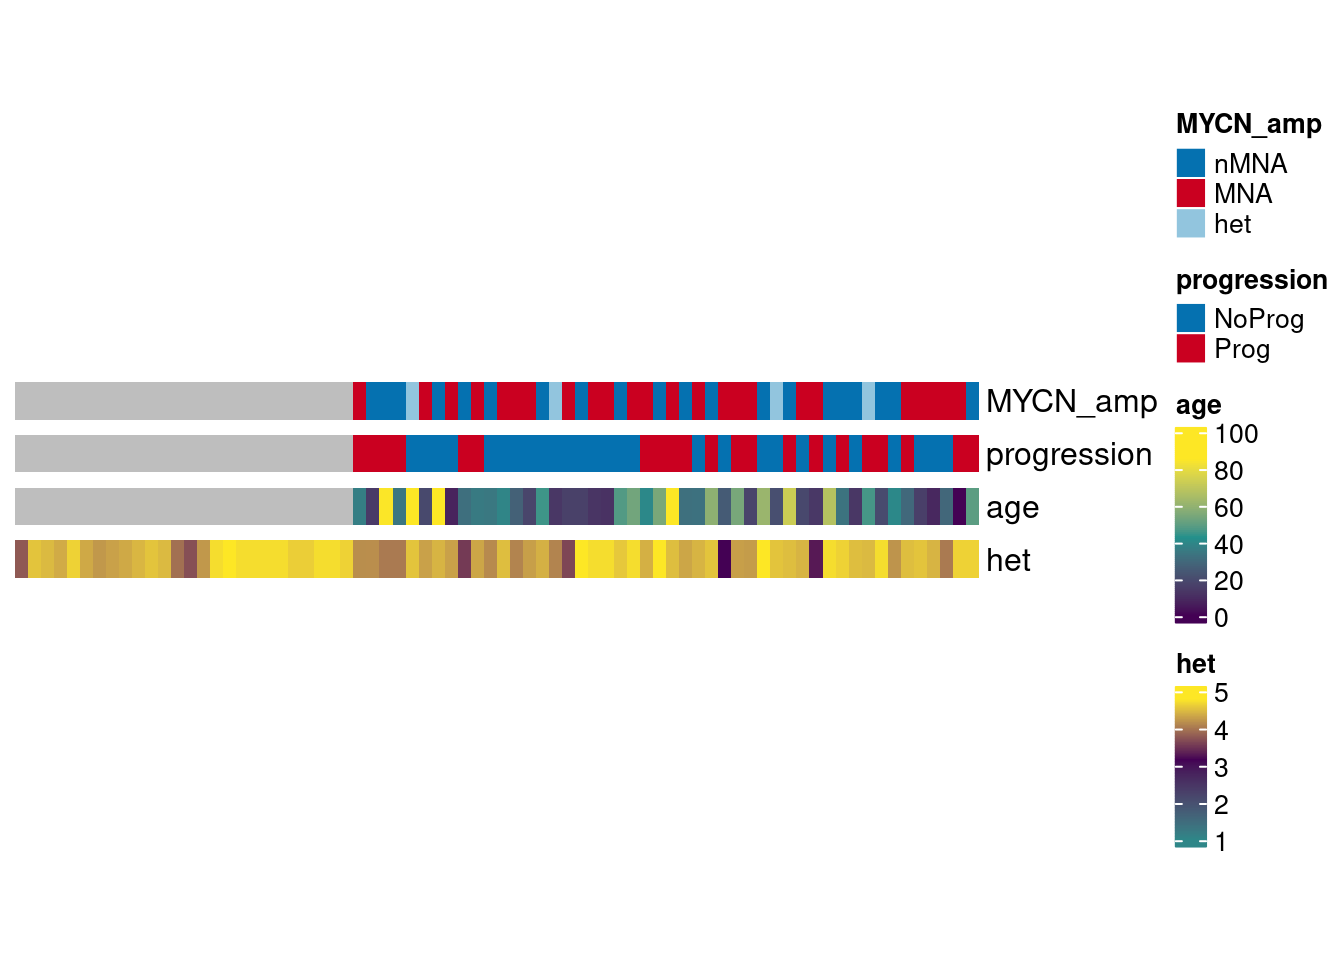 MYCN_amp
nMNA
MNA
het
progression
NoProg
Prog
MYCN_amp
progression
age
het
age
100
80
60
40
20
0
het
5
4
3
2
1